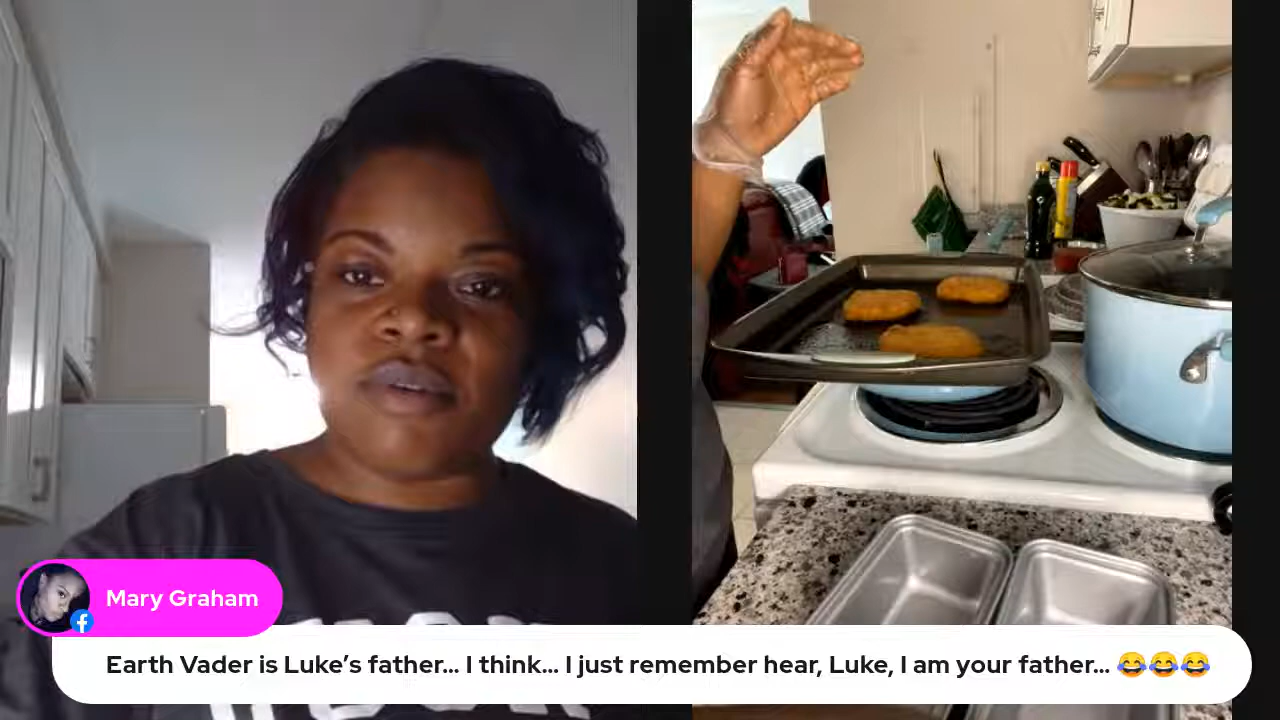 Mary Graham
Earth Vader is Luke’s father... I think... I just remember hear, Luke, I am your father... 😂😂😂